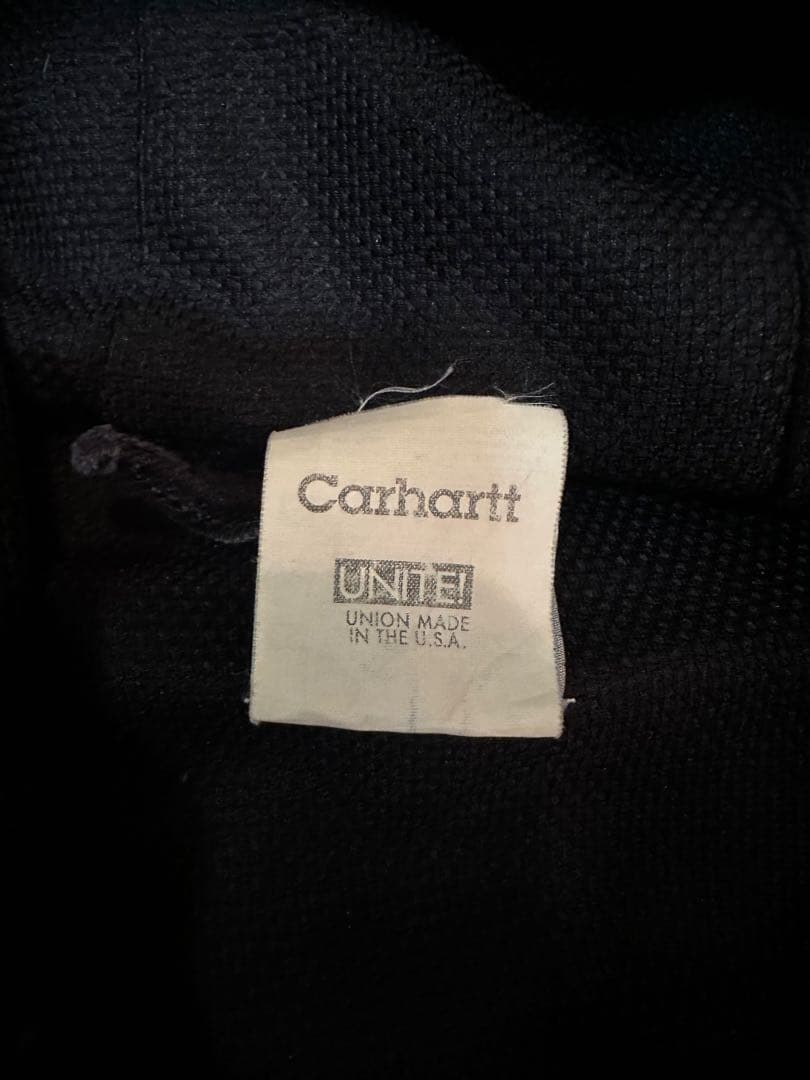 Carhartt
UNITE!
UNION MADE
IN THE U.S.A.